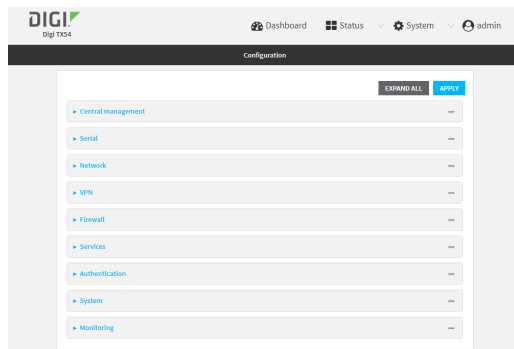 DIGI
Digi TX54
Dashboard Status System admin
Configuration
EXPAND ALL APPLY
Central management
Serial
Network
VPN
Firewall
Services
Authentication
System
Monitoring